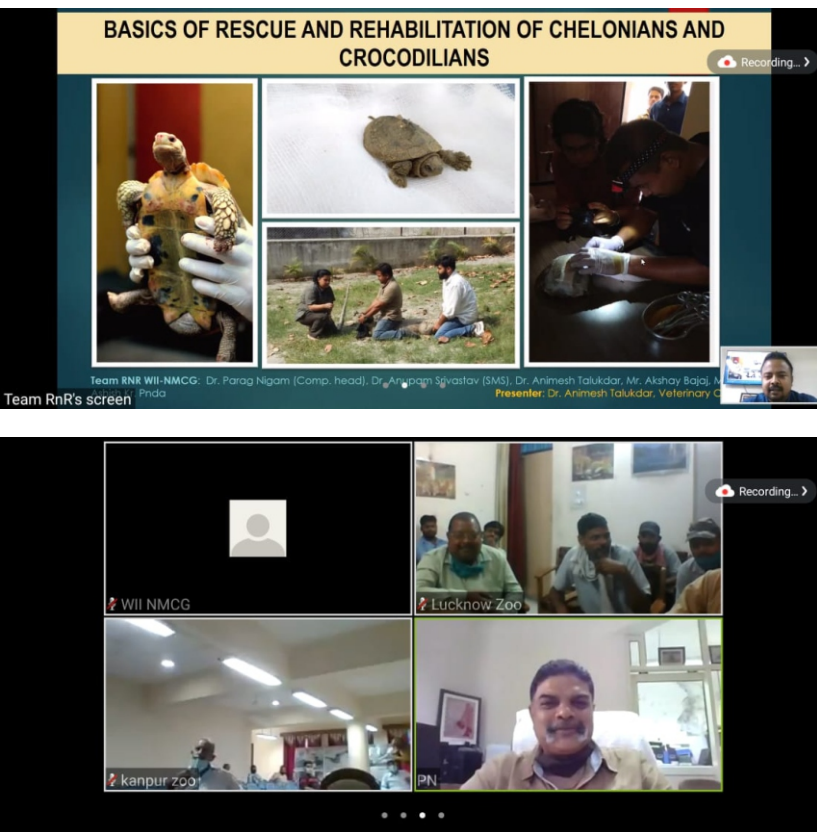 BASICS OF RESCUE AND REHABILITATION OF CHELONIANS AND
CROCODILIANS
Recording...
Team RNR WII-NMCG: Dr. Parag Nigam (Comp. head), Dr. Anupam Srivastav (SMS), Dr. Animesh Talukdar, Mr. Akshay Bajaj, M
Pnda
Presenter: Dr. Animesh Talukdar, Veterinary
Team RnR's screen
Recording...
WII NMCG
Lucknow Zoo
kanpur zoo
PN